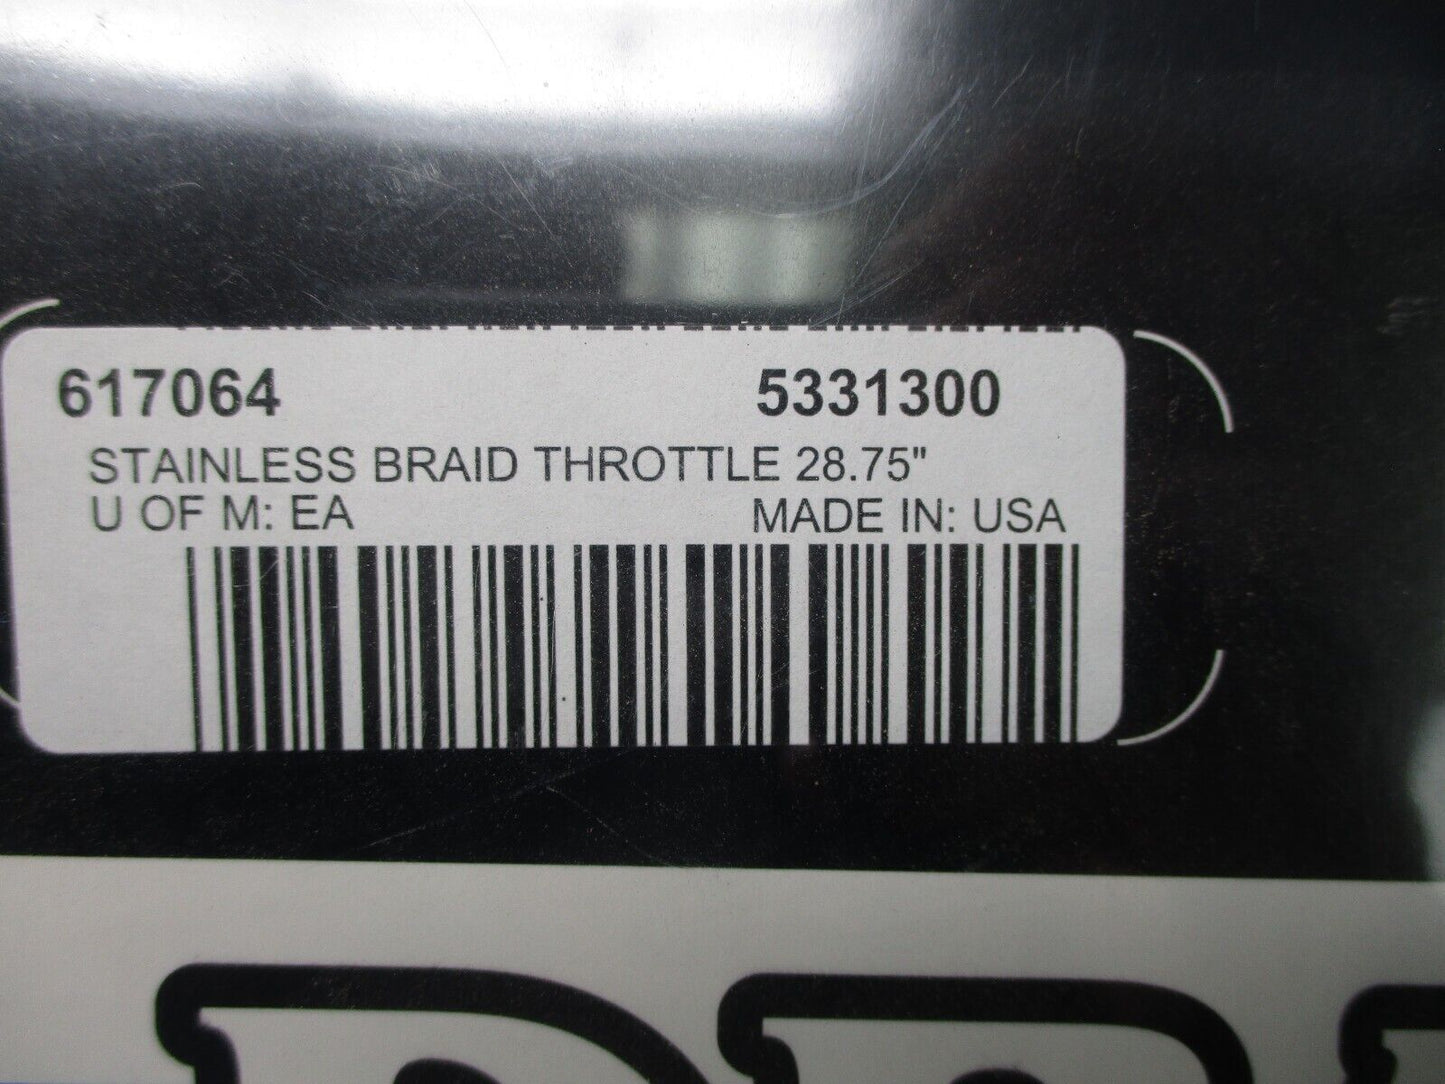 617064 5331300
STAINLESS BRAID THROTTLE 28.75"
U OF M: EA MADE IN: USA